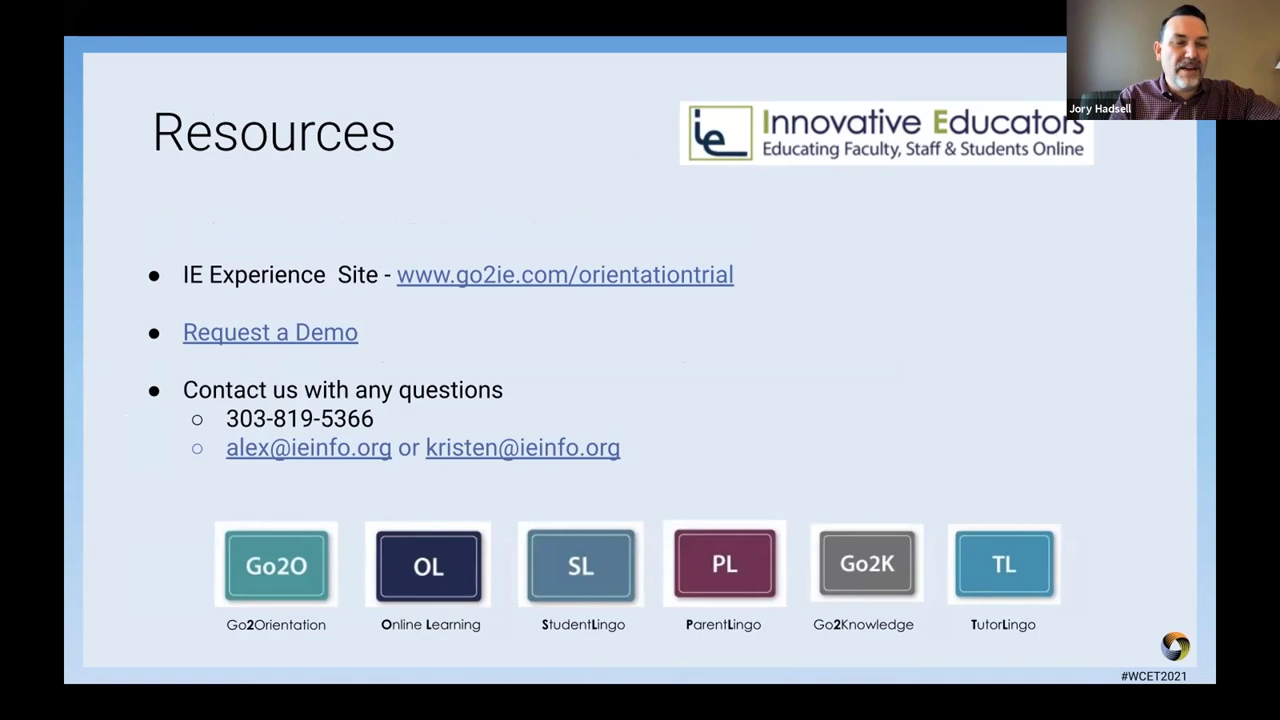 Jory Hadsell
Resources
ie
Innovative Educators
Educating Faculty, Staff & Students Online
● IE Experience Site - www.go2ie.com/orientationtrial
● Request a Demo
● Contact us with any questions
○ 303-819-5366
○ alex@ieinfo.org or kristen@ieinfo.org
Go2O OL SL PL Go2K TL
Go2Orientation Online Learning StudentLingo ParentLingo Go2Knowledge TutorLingo
#WCET2021